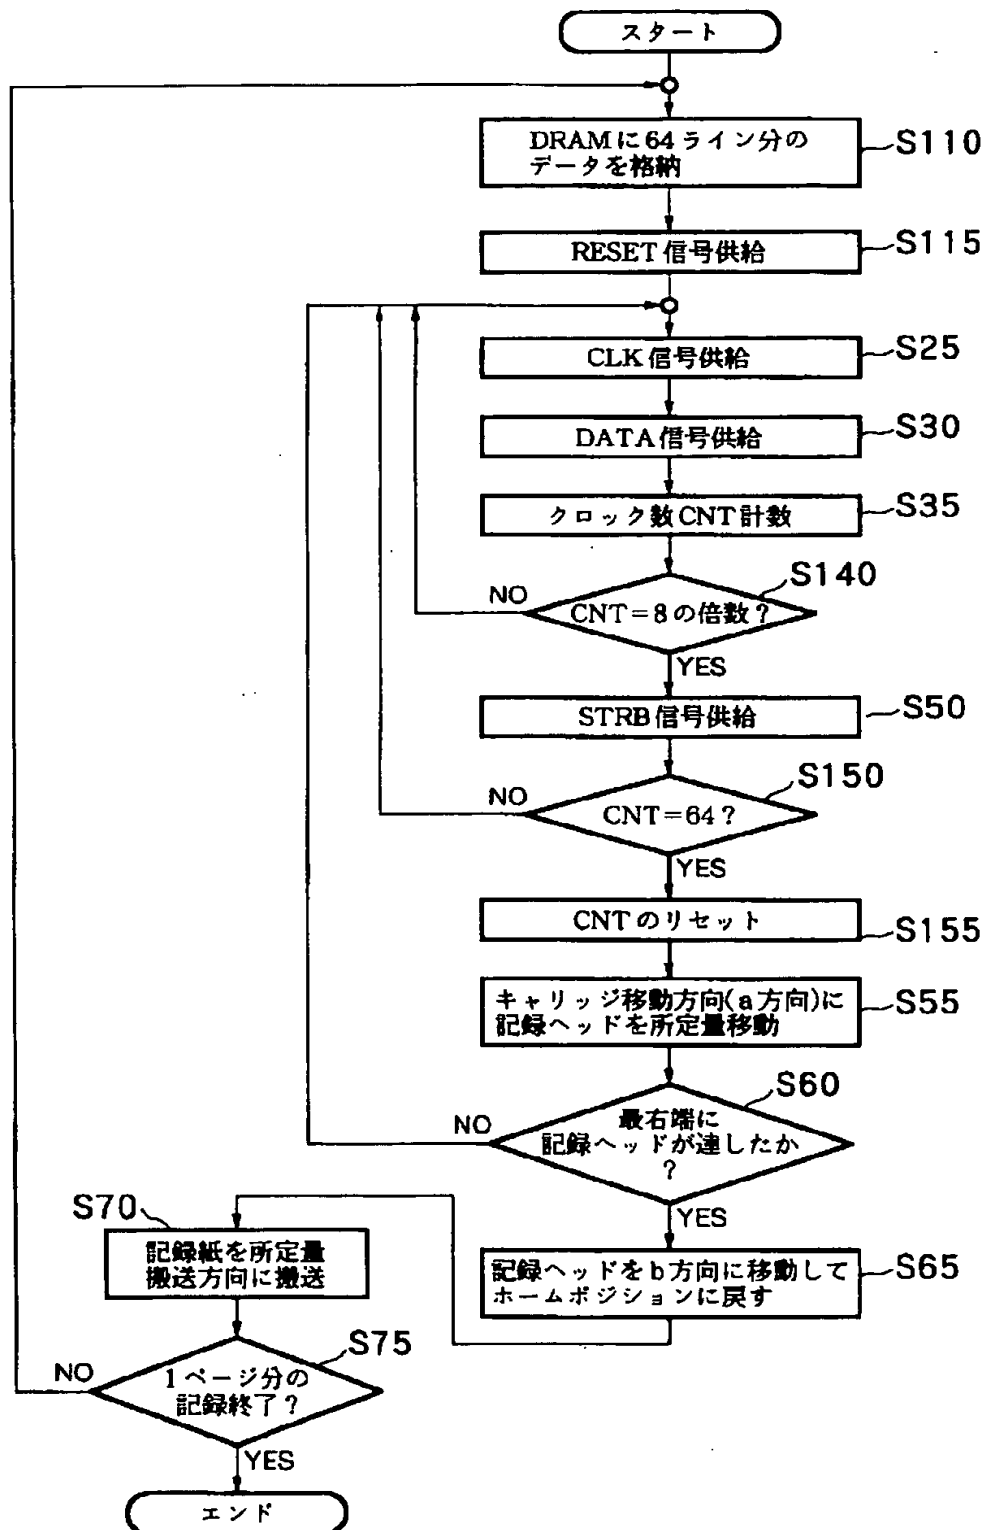 スタート
DRAMに64ライン分の
データを格納
S110
RESET信号供給
S115
CLK信号供給
S25
DATA信号供給
S30
クロック数CNT計数
S35
CNT=8の倍数?
S140
NO
YES
STRB信号供給
S50
CNT=64?
S150
NO
YES
CNTのリセット
S155
キャリッジ移動方向(a方向)に
記録ヘッドを所定量移動
S55
最右端に
記録ヘッドが達したか
?
S60
NO
YES
記録ヘッドをb方向に移動して
ホームポジションに戻す
S65
S70
記録紙を所定量
搬送方向に搬送
S75
1ページ分の
記録終了?
NO
YES
エンド